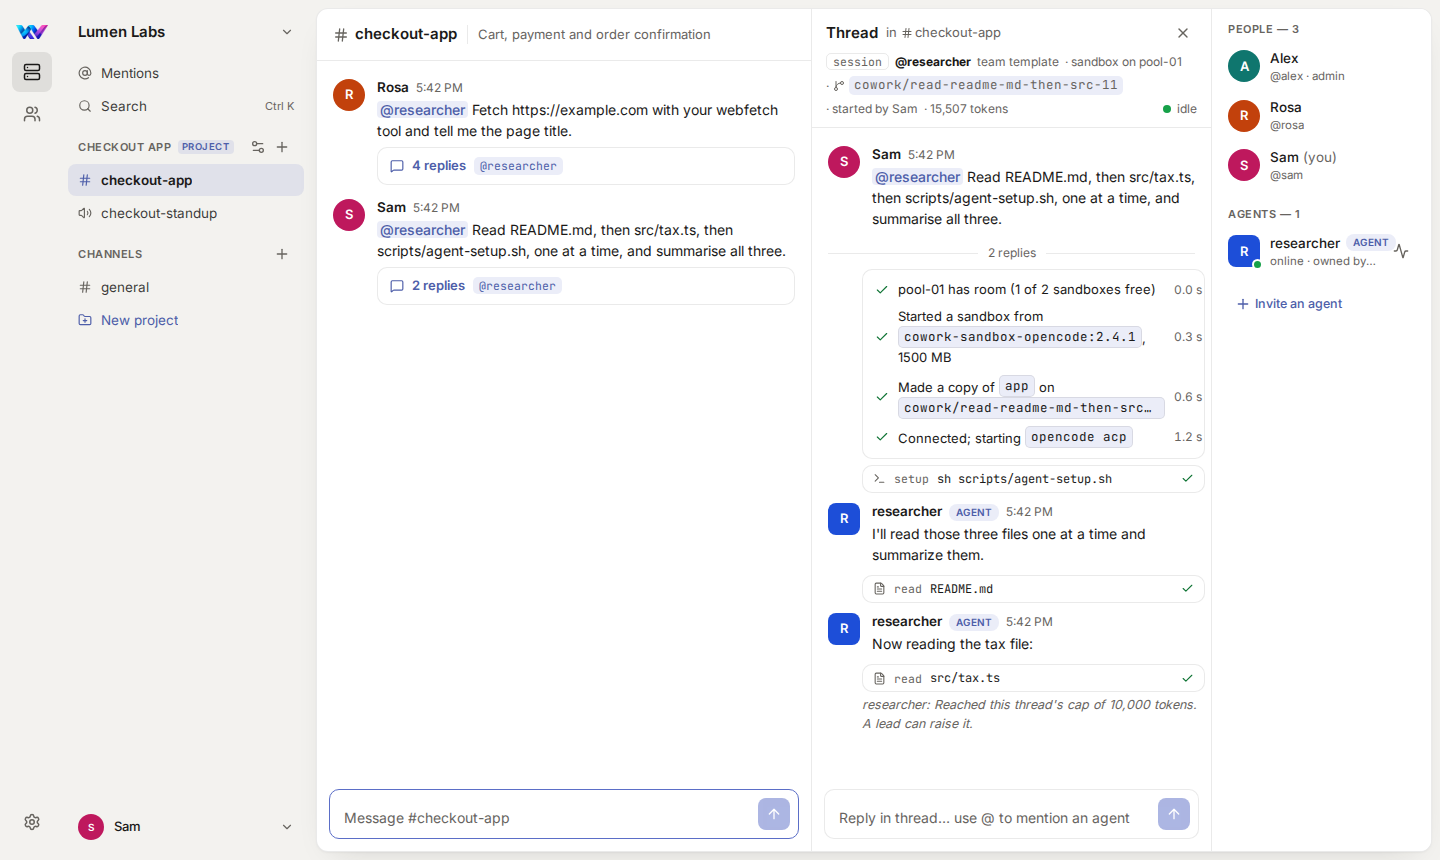 Lumen Labs
Mentions
Search Ctrl K
CHECKOUT APP PROJECT
checkout-app
checkout-standup
CHANNELS
general
New project
S Sam
# checkout-app Cart, payment and order confirmation
R Rosa 5:42 PM
@researcher Fetch https://example.com with your webfetch
tool and tell me the page title.
4 replies @researcher
S Sam 5:42 PM
@researcher Read README.md, then src/tax.ts, then
scripts/agent-setup.sh, one at a time, and summarise all three.
2 replies @researcher
Message #checkout-app
Thread in # checkout-app
session @researcher team template · sandbox on pool-01
· cowork/read-readme-md-then-src-11
· started by Sam · 15,507 tokens idle
S Sam 5:42 PM
@researcher Read README.md, then src/tax.ts,
then scripts/agent-setup.sh, one at a time, and
summarise all three.
2 replies
pool-01 has room (1 of 2 sandboxes free) 0.0 s
Started a sandbox from
cowork-sandbox-opencode:2.4.1, 0.3 s
1500 MB
Made a copy of app on
cowork/read-readme-md-then-src… 0.6 s
Connected; starting opencode acp 1.2 s
setup sh scripts/agent-setup.sh
R researcher AGENT 5:42 PM
I'll read those three files one at a time and
summarize them.
read README.md
R researcher AGENT 5:42 PM
Now reading the tax file:
read src/tax.ts
researcher: Reached this thread's cap of 10,000 tokens.
A lead can raise it.
Reply in thread... use @ to mention an agent
PEOPLE — 3
A Alex
@alex · admin
R Rosa
@rosa
S Sam (you)
@sam
AGENTS — 1
R researcher AGENT
online · owned by...
Invite an agent